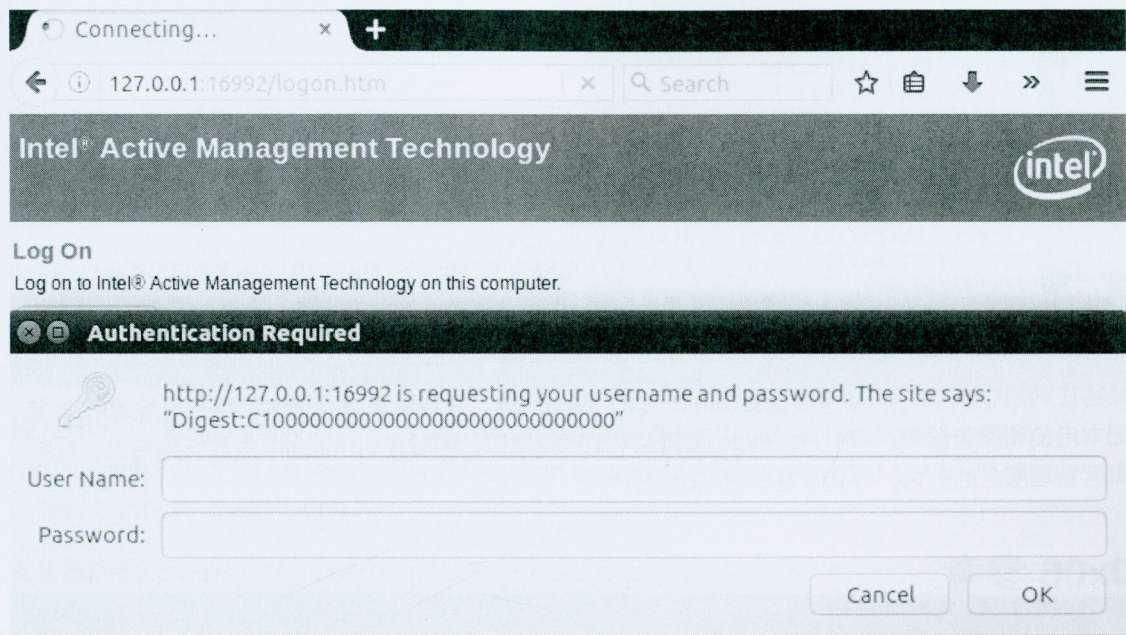 Connecting...
127.0.0.1:16992/logon.htm
Search
Intel® Active Management Technology
intel
Log On
Log on to Intel® Active Management Technology on this computer.
Authentication Required
http://127.0.0.1:16992 is requesting your username and password. The site says:
"Digest:C1000000000000000000000000000000"
User Name:
Password:
Cancel
OK